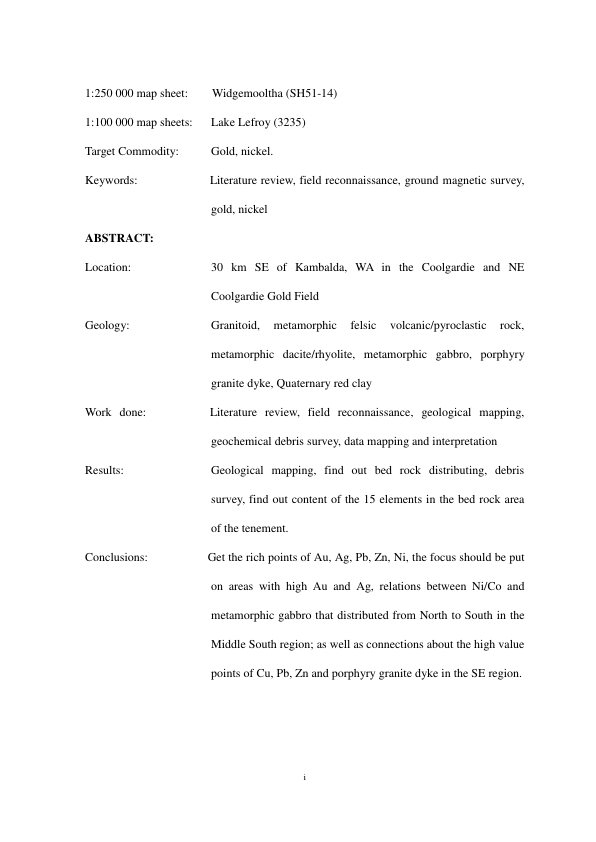 1:250 000 map sheet: Widgemooltha (SH51-14)
1:100 000 map sheets: Lake Lefroy (3235)
Target Commodity: Gold, nickel.
Keywords: Literature review, field reconnaissance, ground magnetic survey,
gold, nickel
ABSTRACT:
Location: 30 km SE of Kambalda, WA in the Coolgardie and NE
Coolgardie Gold Field
Geology: Granitoid, metamorphic felsic volcanic/pyroclastic rock,
metamorphic dacite/rhyolite, metamorphic gabbro, porphyry
granite dyke, Quaternary red clay
Work done: Literature review, field reconnaissance, geological mapping,
geochemical debris survey, data mapping and interpretation
Results: Geological mapping, find out bed rock distributing, debris
survey, find out content of the 15 elements in the bed rock area
of the tenement.
Conclusions: Get the rich points of Au, Ag, Pb, Zn, Ni, the focus should be put
on areas with high Au and Ag, relations between Ni/Co and
metamorphic gabbro that distributed from North to South in the
Middle South region; as well as connections about the high value
points of Cu, Pb, Zn and porphyry granite dyke in the SE region.
i